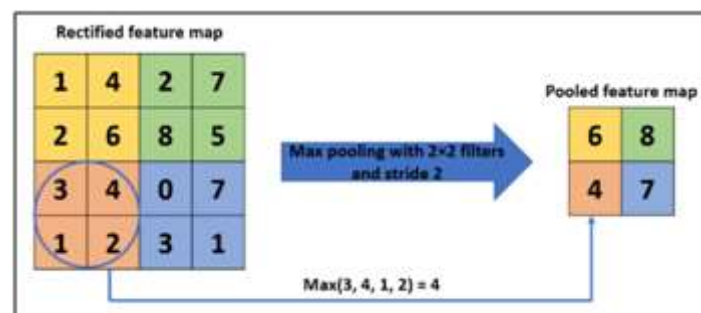 Rectified feature map
1 4 2 7
2 6 8 5
3 4 0 7
1 2 3 1
Max pooling with 2×2 filters
and stride 2
Pooled feature map
6 8
4 7
Max(3, 4, 1, 2) = 4